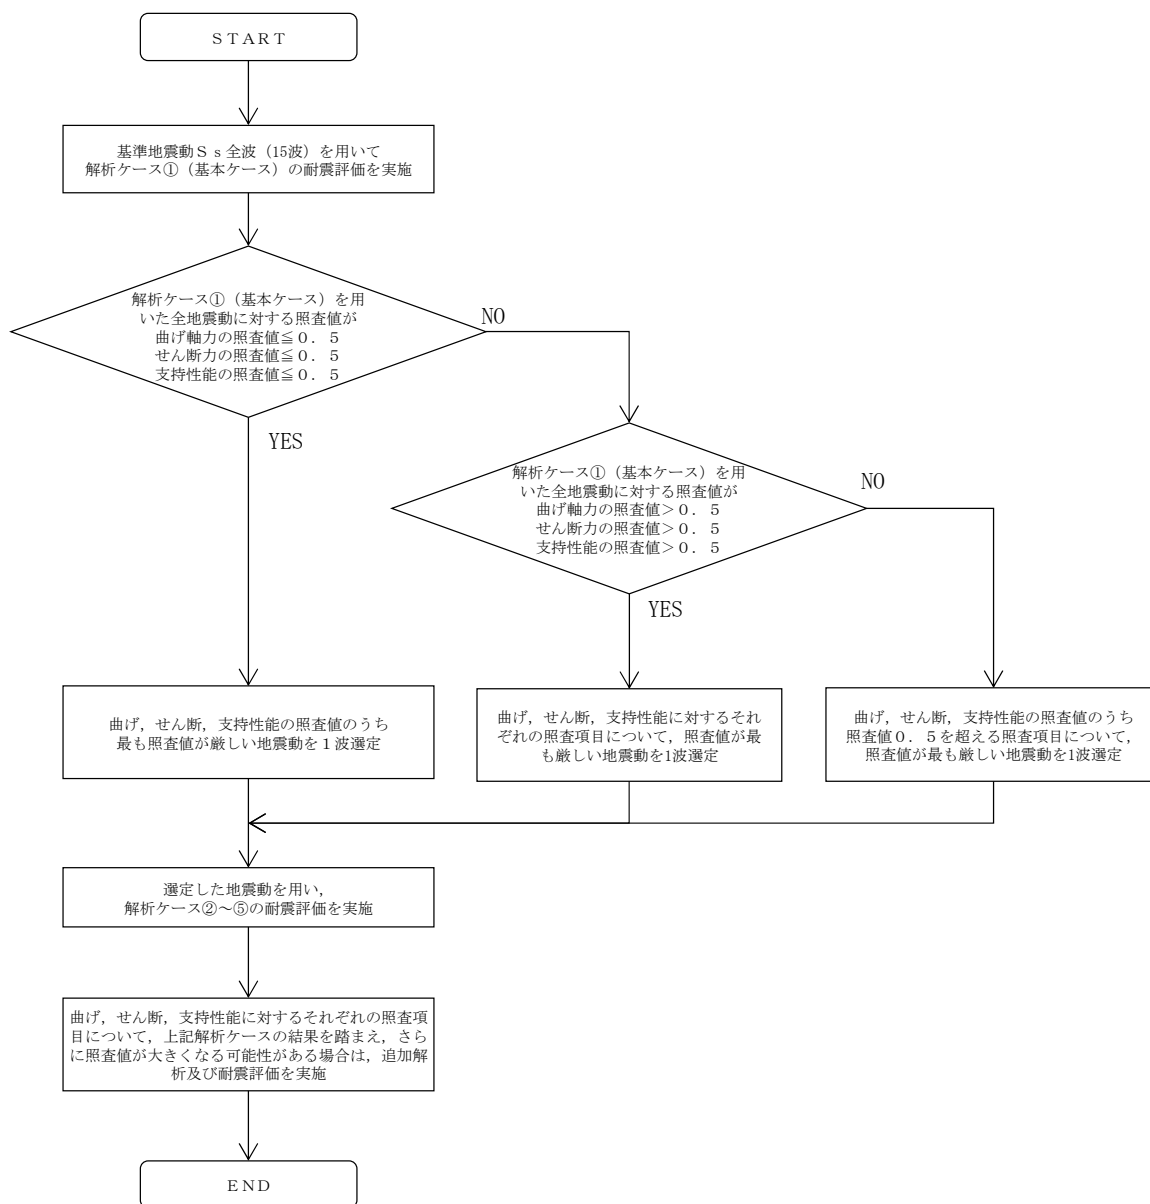 ＳＴＡＲＴ
基準地震動Ｓｓ全波（15波）を用いて
解析ケース①（基本ケース）の耐震評価を実施
解析ケース①（基本ケース）を用
いた全地震動に対する照査値が
曲げ軸力の照査値≦０．５
せん断力の照査値≦０．５
支持性能の照査値≦０．５
NO
YES
解析ケース①（基本ケース）を用
いた全地震動に対する照査値が
曲げ軸力の照査値＞０．５
せん断力の照査値＞０．５
支持性能の照査値＞０．５
NO
YES
曲げ，せん断，支持性能の照査値のうち
最も照査値が厳しい地震動を１波選定
曲げ，せん断，支持性能に対するそれ
ぞれの照査項目について，照査値が最
も厳しい地震動を1波選定
曲げ，せん断，支持性能の照査値のうち
照査値０．５を超える照査項目について，
照査値が最も厳しい地震動を1波選定
選定した地震動を用い，
解析ケース②～⑤の耐震評価を実施
曲げ，せん断，支持性能に対するそれぞれの照査項
目について，上記解析ケースの結果を踏まえ，さら
に照査値が大きくなる可能性がある場合は，追加解
析及び耐震評価を実施
ＥＮＤ